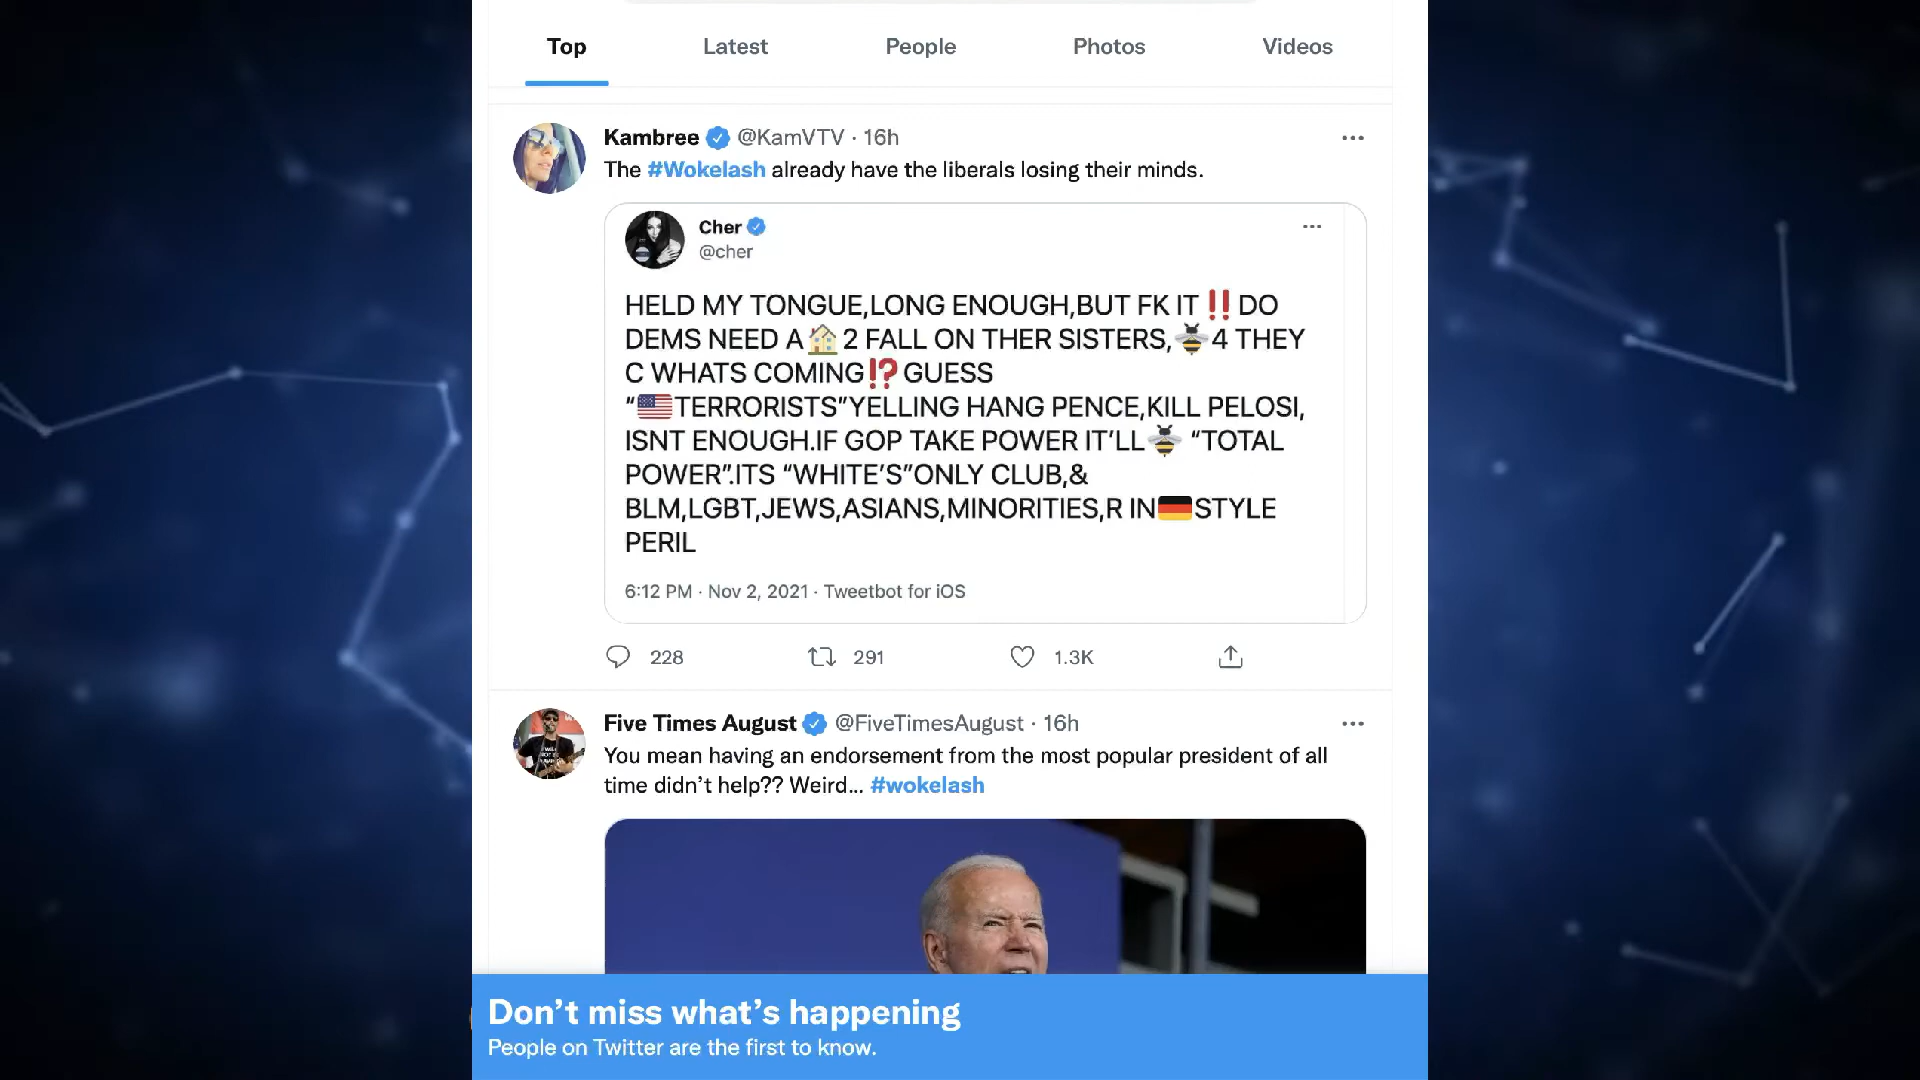 Top Latest People Photos Videos
Kambree @KamVTV · 16h
The #Wokelash already have the liberals losing their minds.
Cher
@cher
HELD MY TONGUE,LONG ENOUGH,BUT FK IT‼️DO
DEMS NEED A🏠2 FALL ON THER SISTERS,🐝4 THEY
C WHATS COMING⁉️GUESS
“🇺🇸TERRORISTS”YELLING HANG PENCE,KILL PELOSI,
ISNT ENOUGH.IF GOP TAKE POWER IT’LL🐝 “TOTAL
POWER”.ITS “WHITE’S”ONLY CLUB,&
BLM,LGBT,JEWS,ASIANS,MINORITIES,R IN🇩🇪STYLE
PERIL
6:12 PM · Nov 2, 2021 · Tweetbot for iOS
228 291 1.3K
Five Times August @FiveTimesAugust · 16h
You mean having an endorsement from the most popular president of all
time didn’t help?? Weird... #wokelash
Don’t miss what’s happening
People on Twitter are the first to know.